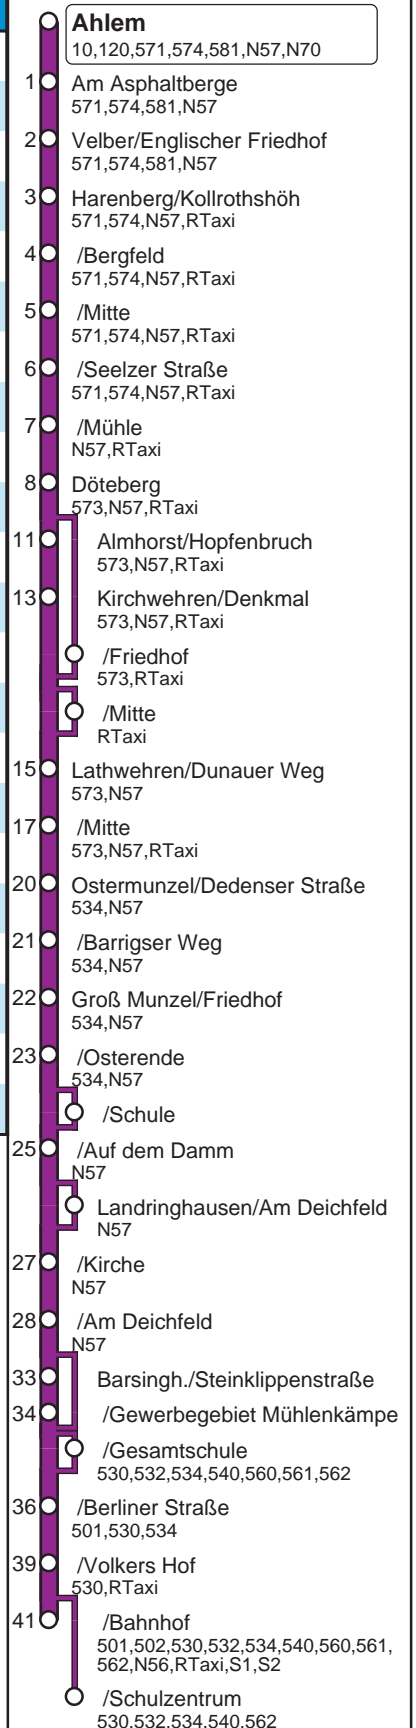 Ahlem
10,120,571,574,581,N57,N70
1 Am Asphaltberge
571,574,581,N57
2 Velber/Englischer Friedhof
571,574,581,N57
3 Harenberg/Kollrothshöh
571,574,N57,RTaxi
4 /Bergfeld
571,574,N57,RTaxi
5 /Mitte
571,574,N57,RTaxi
6 /Seelzer Straße
571,574,N57,RTaxi
7 /Mühle
N57,RTaxi
8 Döteberg
573,N57,RTaxi
11 Almhorst/Hopfenbruch
573,N57,RTaxi
13 Kirchwehren/Denkmal
573,N57,RTaxi
/Friedhof
573,RTaxi
/Mitte
RTaxi
15 Lathwehren/Dunauer Weg
573,N57
17 /Mitte
573,N57,RTaxi
20 Ostermunzel/Dedenser Straße
534,N57
21 /Barrigser Weg
534,N57
22 Groß Munzel/Friedhof
534,N57
23 /Osterende
534,N57
/Schule
25 /Auf dem Damm
N57
Landringhausen/Am Deichfeld
N57
27 /Kirche
N57
28 /Am Deichfeld
N57
33 Barsingh./Steinklippenstraße
34 /Gewerbegebiet Mühlenkämpe
/Gesamtschule
530,532,534,540,560,561,562
36 /Berliner Straße
501,530,534
39 /Volkers Hof
530,RTaxi
41 /Bahnhof
501,502,530,532,534,540,560,561,
562,N56,RTaxi,S1,S2
/Schulzentrum
530,532,534,540,562